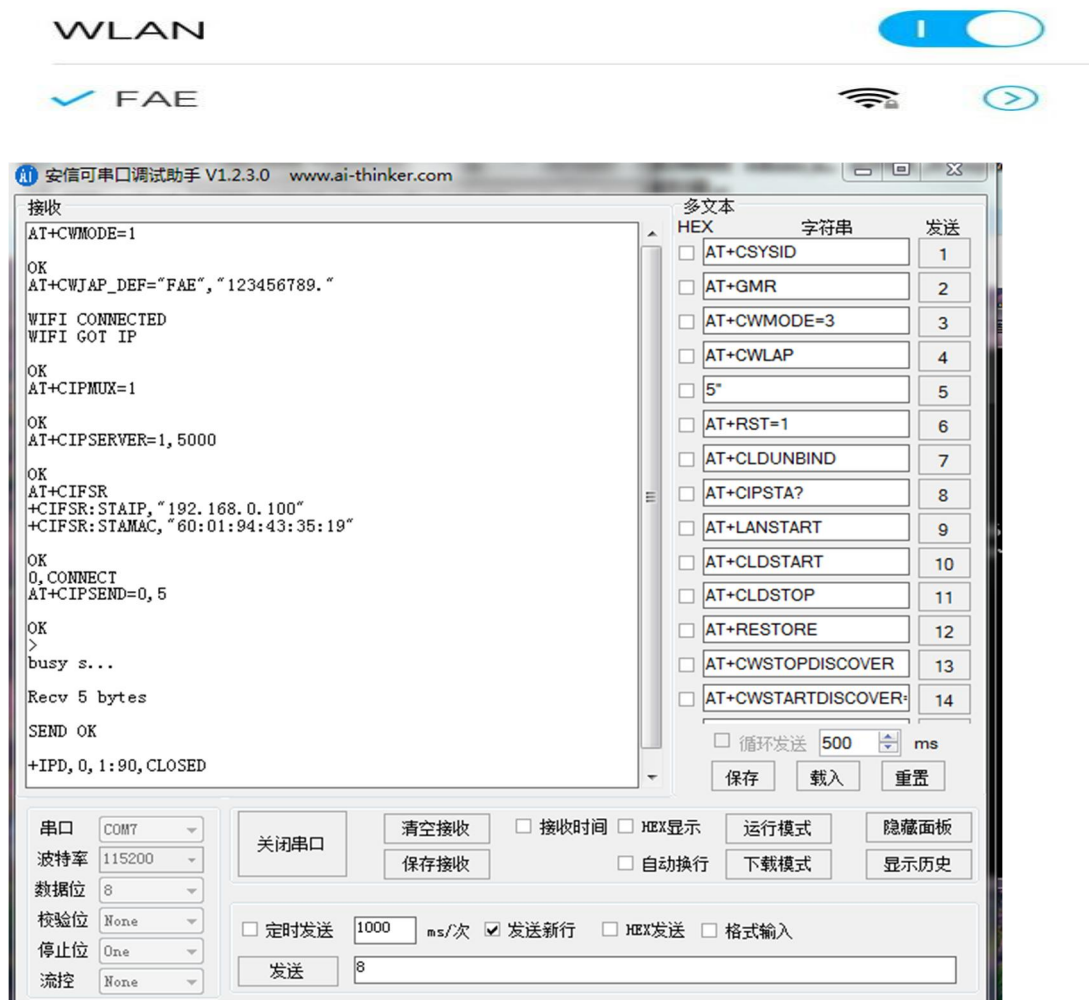 WLAN
FAE
安信可串口调试助手 V1.2.3.0 www.ai-thinker.com
接收
AT+CWMODE=1
OK
AT+CWJAP_DEF="FAE","123456789."
WIFI CONNECTED
WIFI GOT IP
OK
AT+CIPMUX=1
OK
AT+CIPSERVER=1,5000
OK
AT+CIFSR
+CIFSR:STAIP,"192.168.0.100"
+CIFSR:STAMAC,"60:01:94:43:35:19"
OK
0,CONNECT
AT+CIPSEND=0,5
OK
>
busy s...
Recv 5 bytes
SEND OK
+IPD,0,1:90,CLOSED
多文本
HEX 字符串 发送
AT+CSYSID 1
AT+GMR 2
AT+CWMODE=3 3
AT+CWLAP 4
5" 5
AT+RST=1 6
AT+CLDUNBIND 7
AT+CIPSTA? 8
AT+LANSTART 9
AT+CLDSTART 10
AT+CLDSTOP 11
AT+RESTORE 12
AT+CWSTOPDISCOVER 13
AT+CWSTARTDISCOVER= 14
循环发送 500 ms
保存 载入 重置
串口 COM7
波特率 115200
数据位 8
校验位 None
停止位 One
流控 None
关闭串口
清空接收 接收时间 HEX显示 运行模式 隐藏面板
保存接收 自动换行 下载模式 显示历史
定时发送 1000 ms/次 发送新行 HEX发送 格式输入
发送 8